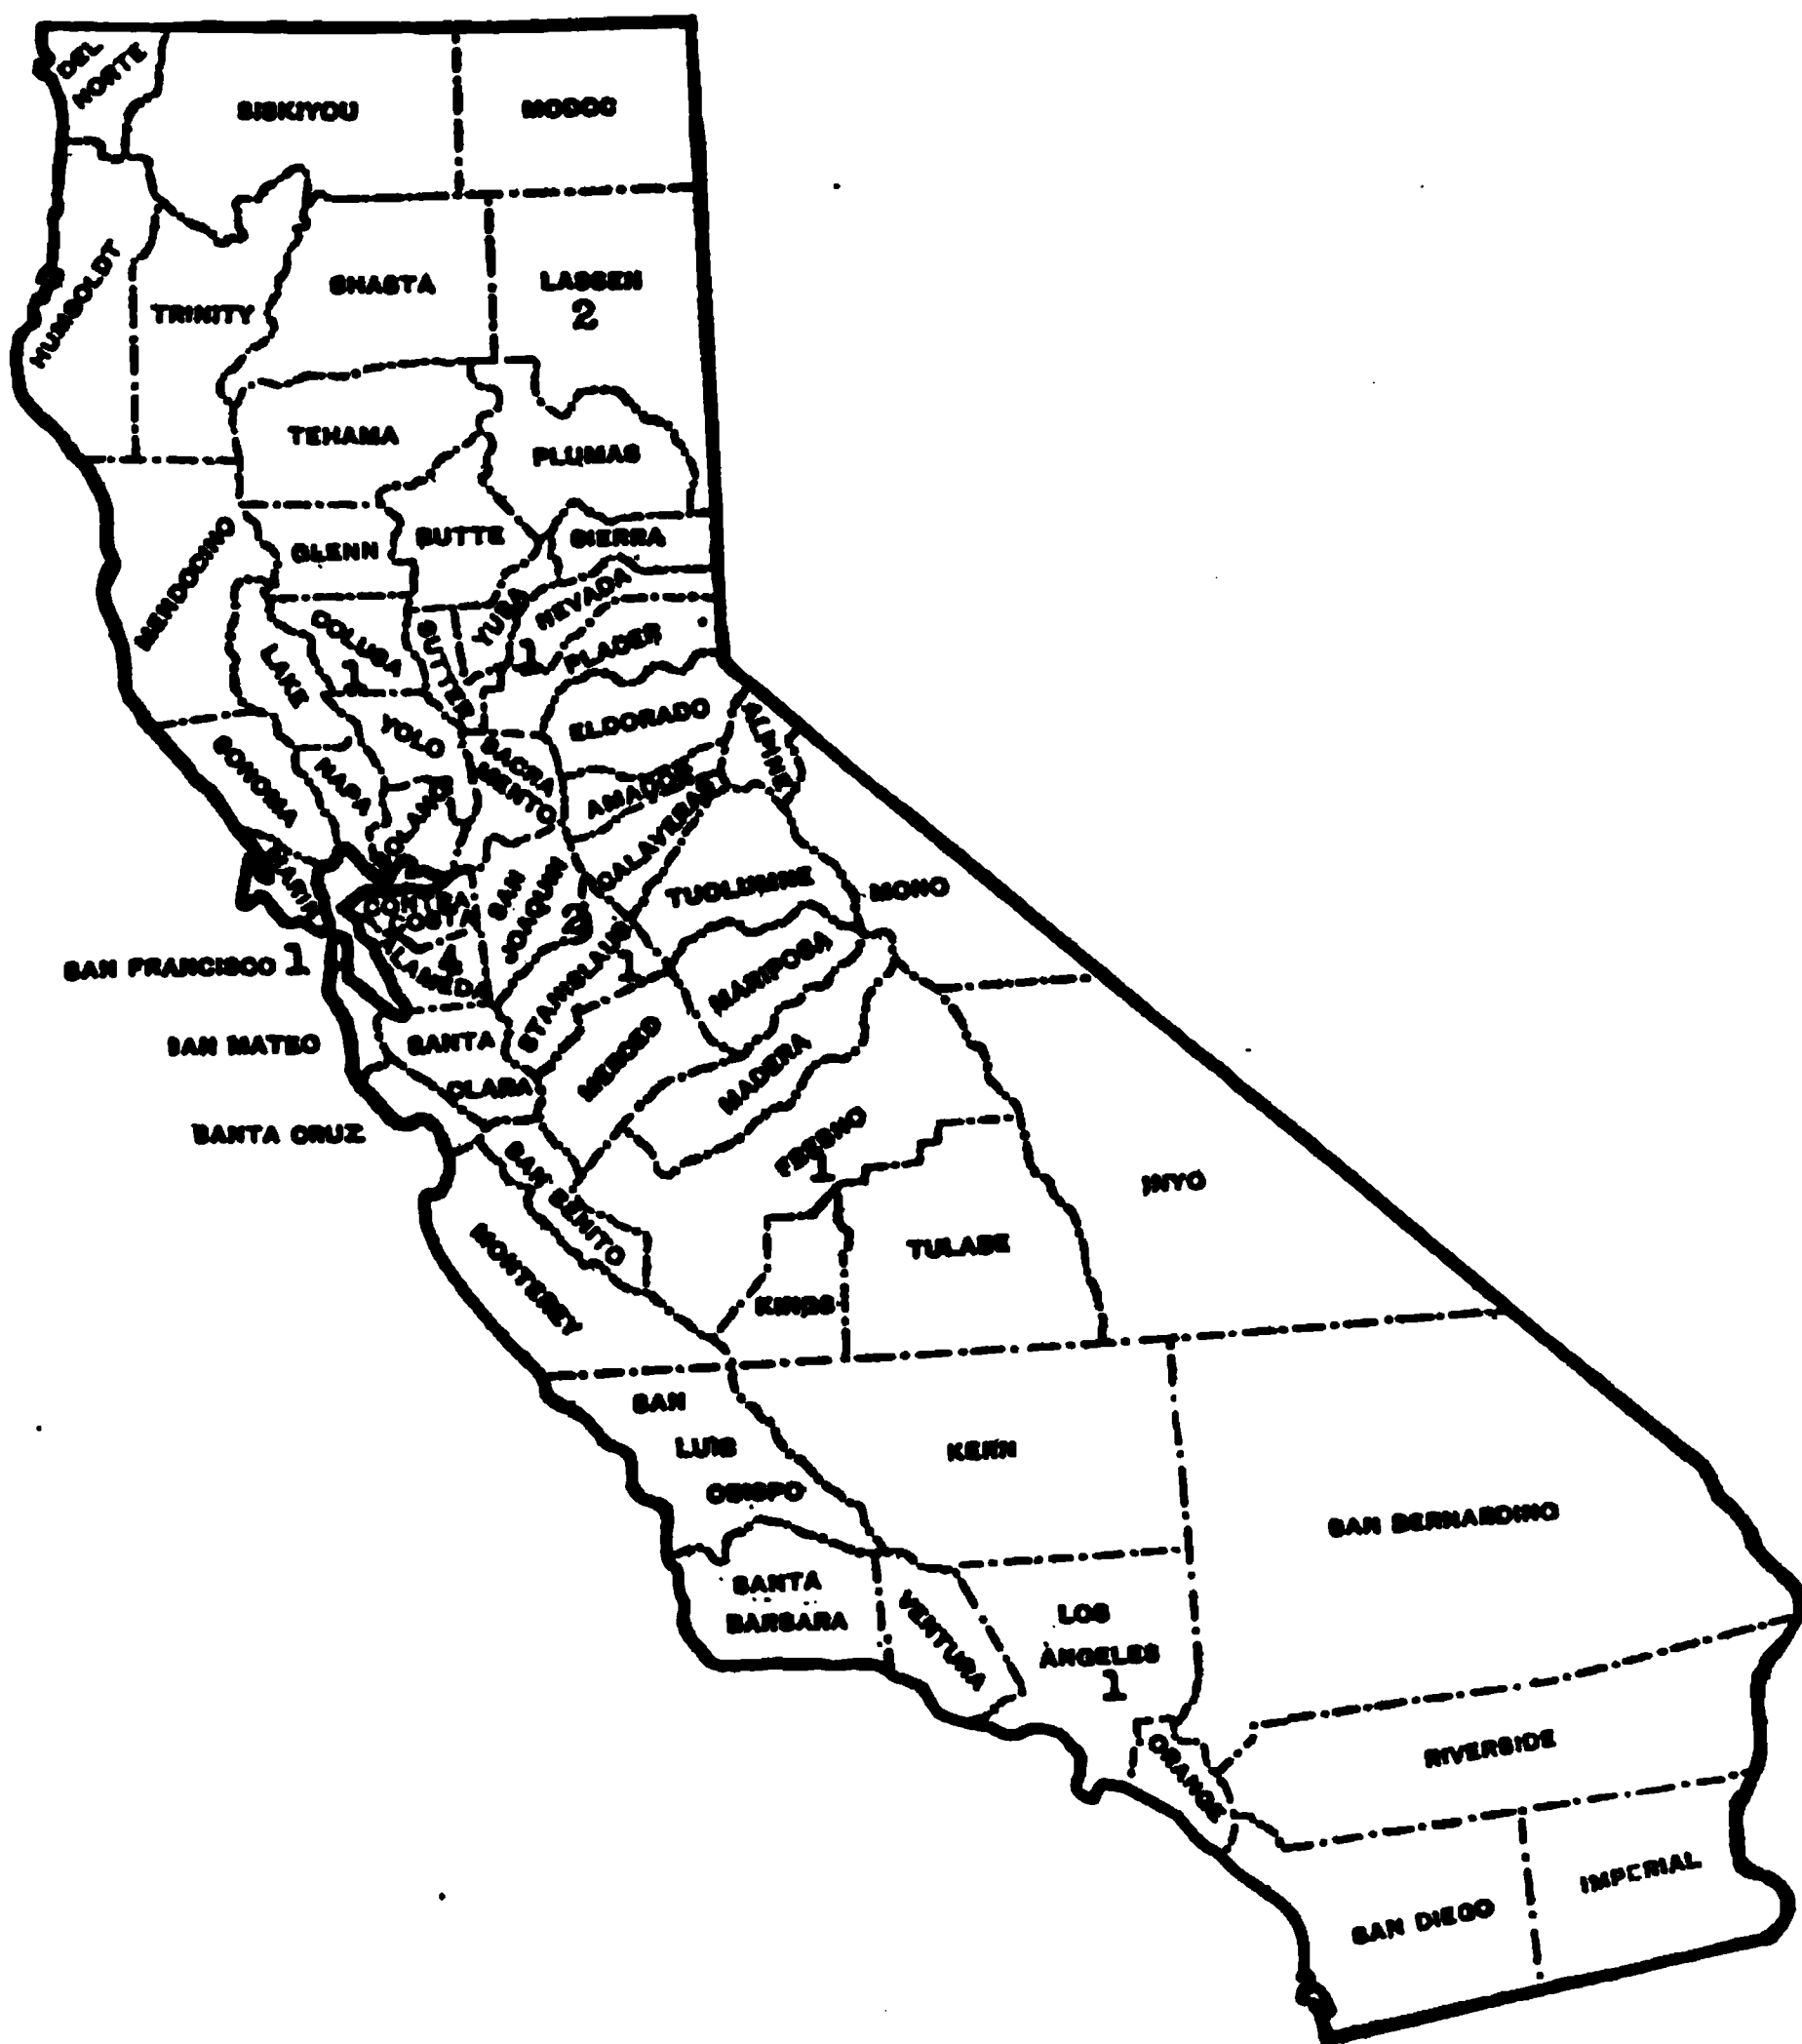 DEL
NORTE
SISKIYOU
MODOC
HUMBOLDT
TRINITY
SHASTA
LASSEN
2
TEHAMA
PLUMAS
MENDOCINO
GLENN
BUTTE
SIERRA
COLUSA
1
LAKE
SUTTER
YUBA
NEVADA
1
PLACER
SONOMA
NAPA
YOLO
SACRA
MENTO
ELDORADO
ALPINE
SOLANO
AMADOR
CALAVERAS
MARIN
CONTRA
COSTA
SAN
JOAQUIN
2
TUOLUMNE
MONO
SAN FRANCISCO 1
4
ALAMEDA
STANISLAUS
1
MARIPOSA
SAN MATEO
SANTA
CLARA
MERCED
MADERA
SANTA CRUZ
SAN BENITO
FRESNO
1
INYO
MONTEREY
TULARE
KINGS
SAN
LUIS
OBISPO
KERN
SAN BERNARDINO
SANTA
BARBARA
VENTURA
LOS
ANGELES
1
ORANGE
RIVERSIDE
SAN DIEGO
IMPERIAL